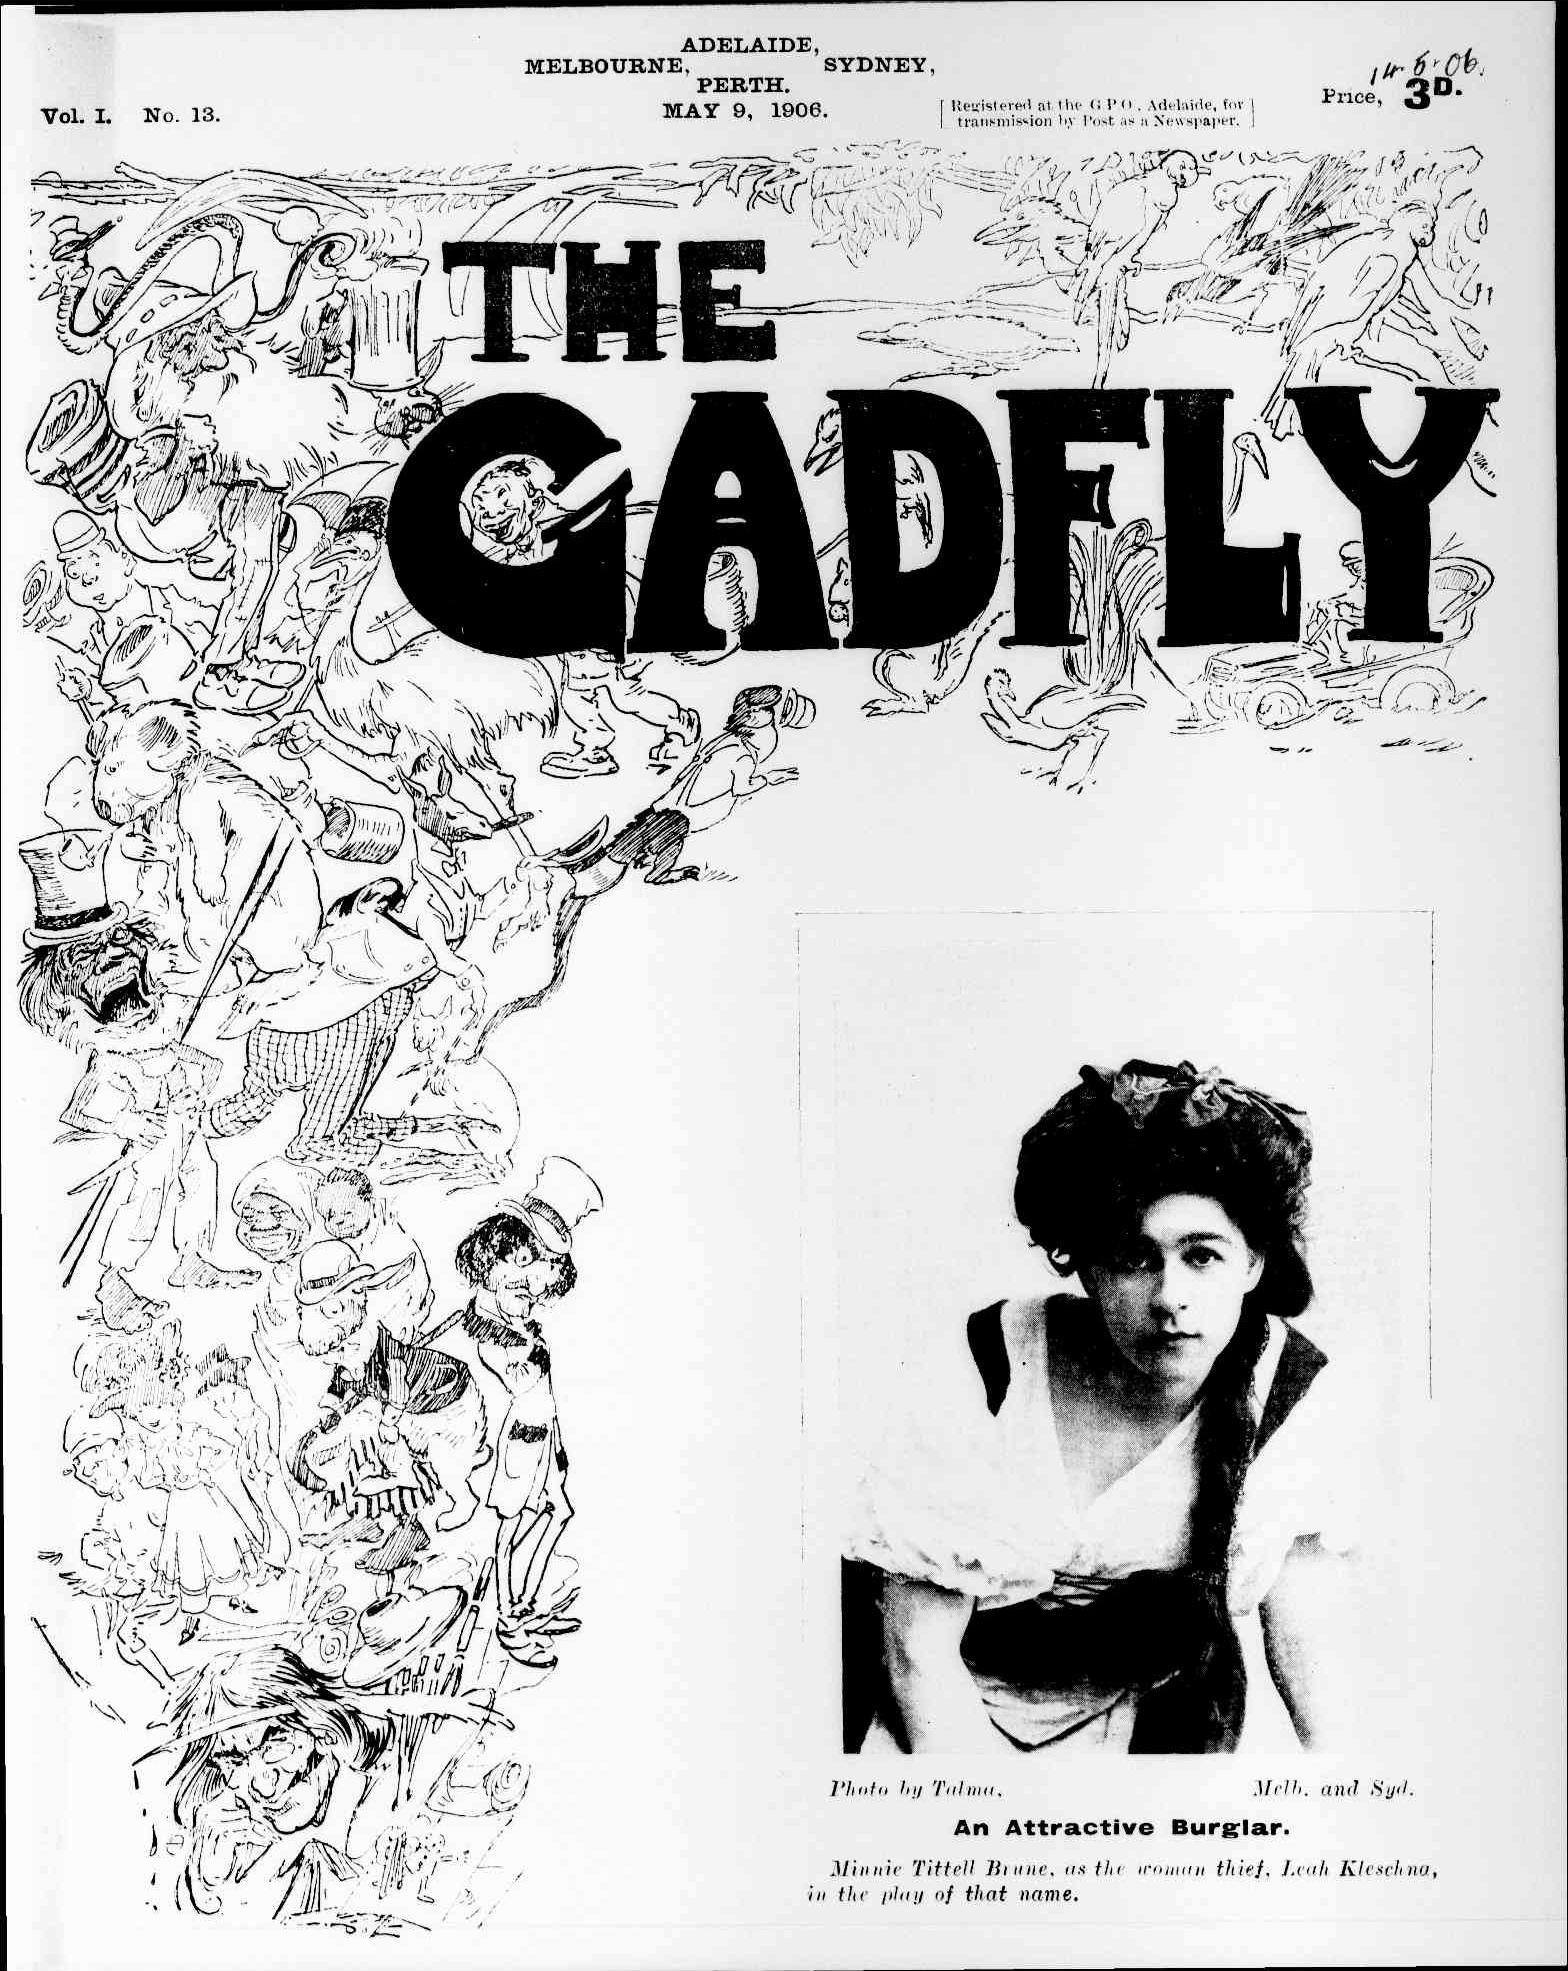 ADELAIDE,
MELBOURNE, SYDNEY,
PERTH.
MAY 9, 1906.
Vol. I. No. 13.
[Registered at the G.P.O., Adelaide, for
transmission by Post as a Newspaper.]
14.5.06.
Price, 3D.
THE
GADFLY
Photo by Talma, Melb. and Syd.
An Attractive Burglar.
Minnie Tittell Brune, as the woman thief, Leah Kleschna,
in the play of that name.